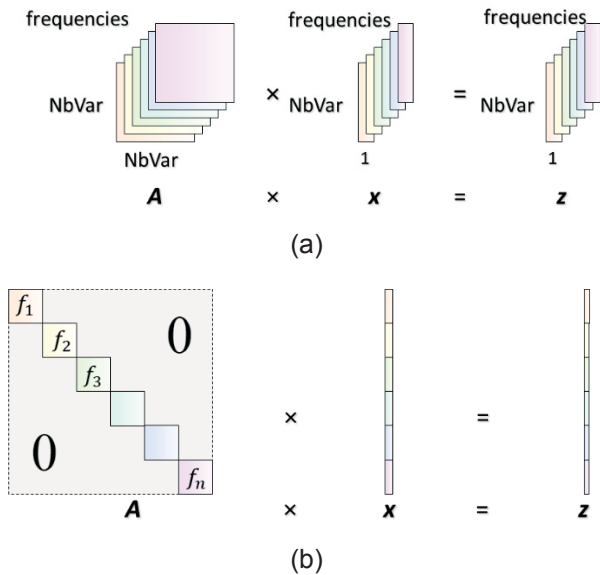 frequencies frequencies frequencies
NbVar × NbVar = NbVar
NbVar 1 1
A × x = z
(a)
f₁
f₂ 0
f₃
× =
0
fₙ
A × x = z
(b)